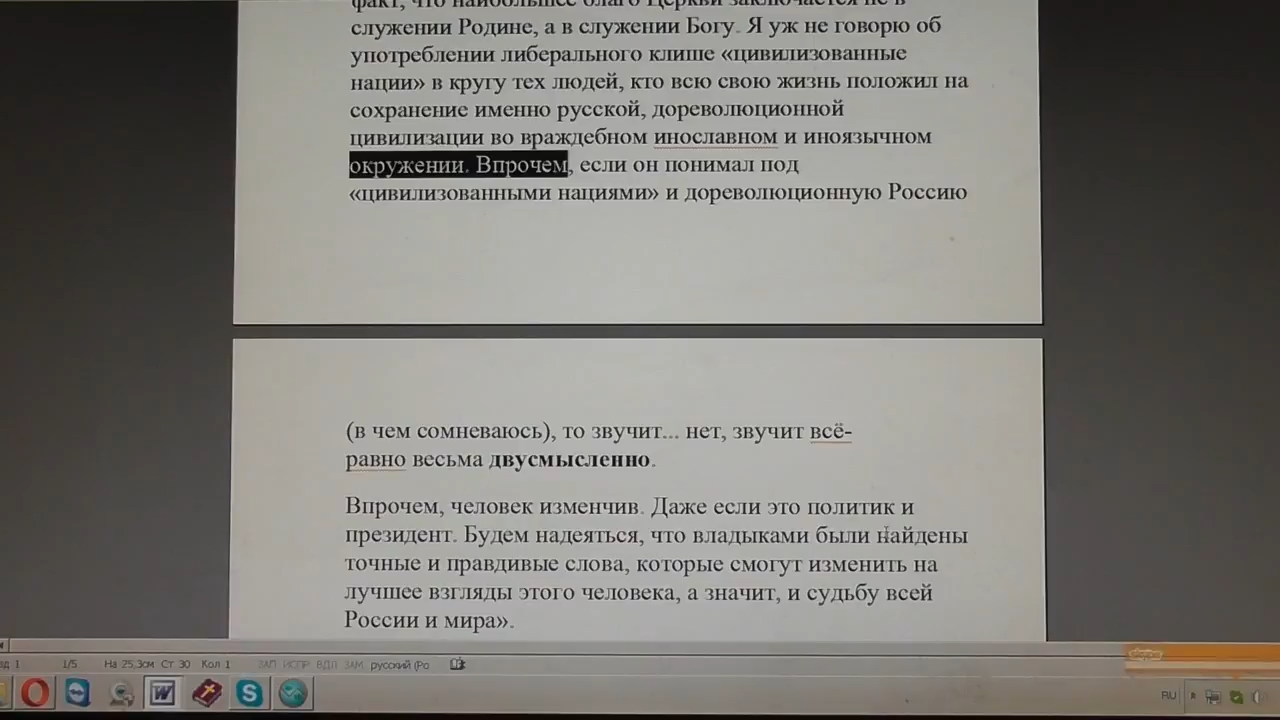 факт, что наибольшее благо Церкви заключается не в
служении Родине, а в служении Богу. Я уж не говорю об
употреблении либерального клише «цивилизованные
нации» в кругу тех людей, кто всю свою жизнь положил на
сохранение именно русской, дореволюционной
цивилизации во враждебном инославном и иноязычном
окружении. Впрочем, если он понимал под
«цивилизованными нациями» и дореволюционную Россию
(в чем сомневаюсь), то звучит... нет, звучит всё-
равно весьма двусмысленно.
Впрочем, человек изменчив. Даже если это политик и
президент. Будем надеяться, что владыками были найдены
точные и правдивые слова, которые смогут изменить на
лучшее взгляды этого человека, а значит, и судьбу всей
России и мира».
1 1/5 На 25,3см Ст 30 Кол 1 ЗАП ИСПР ВДЛ ЗАМ русский (Ро
skype
RU